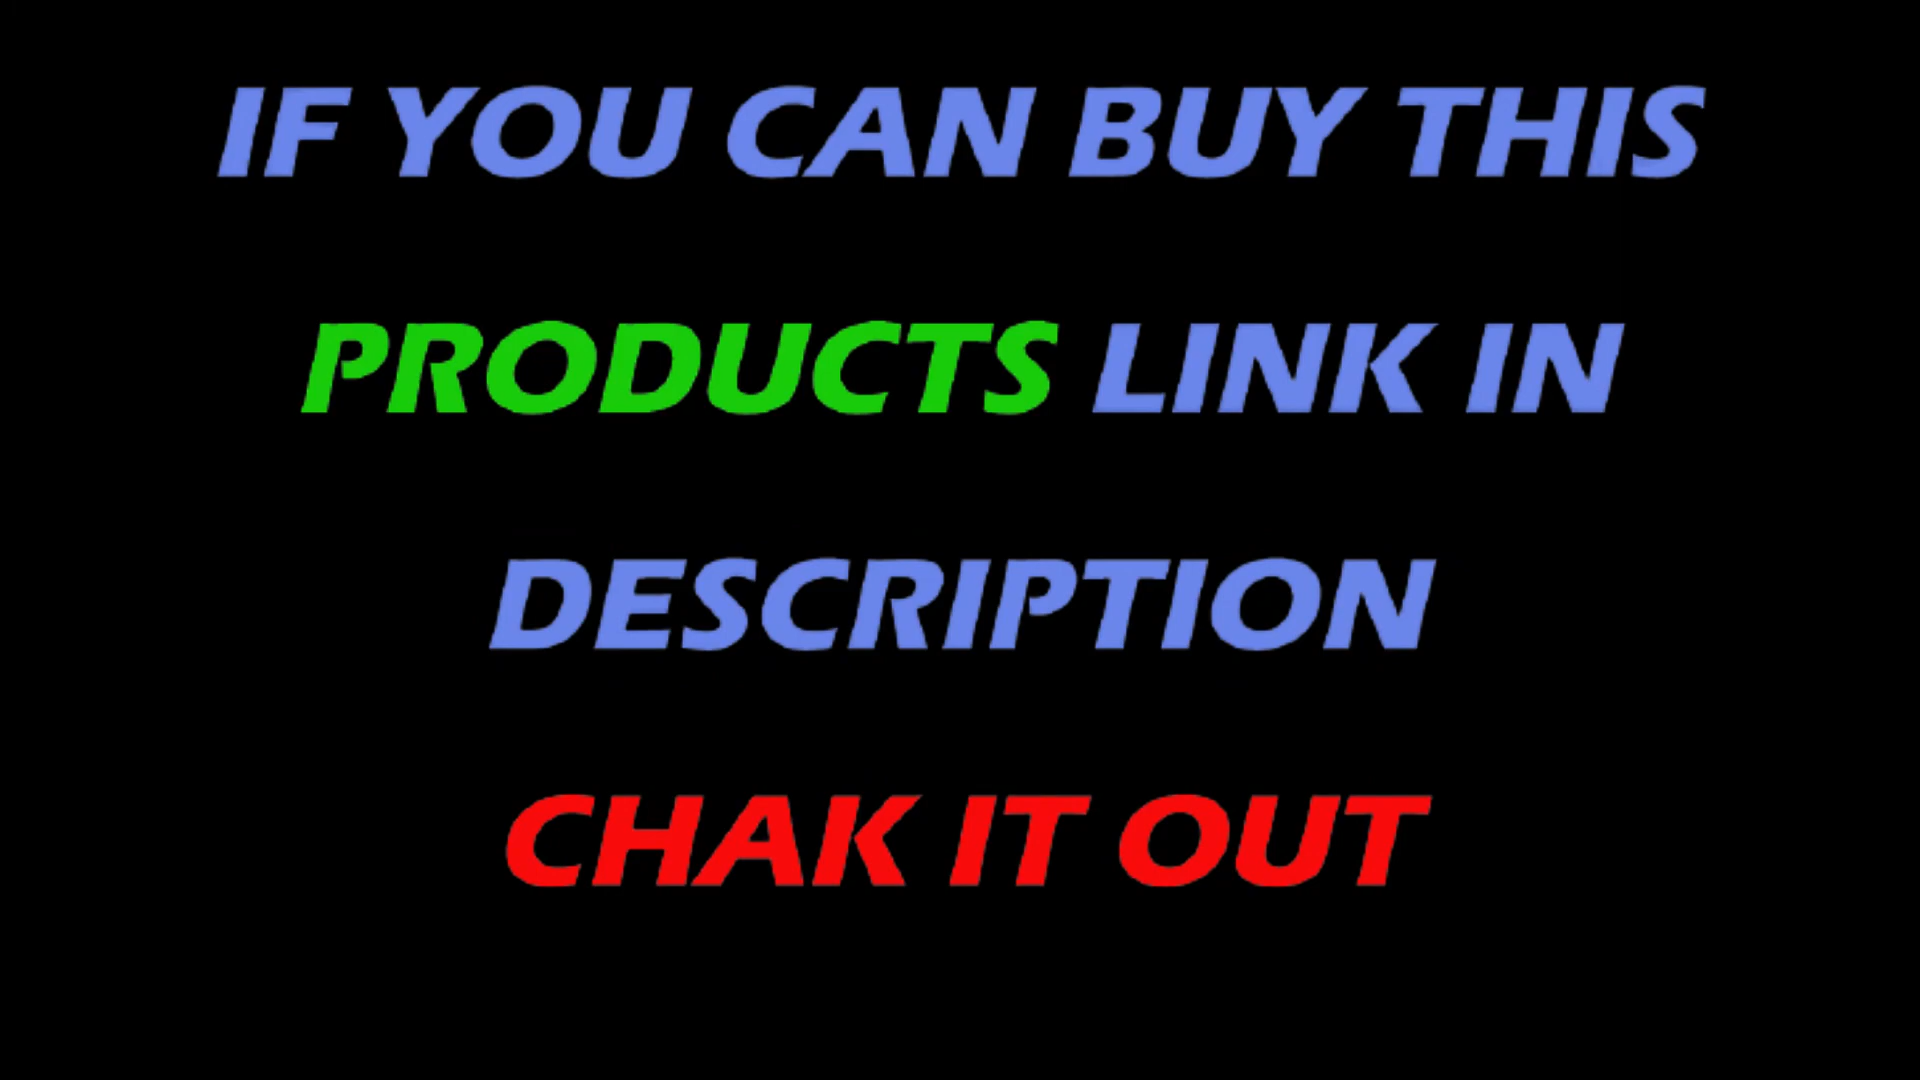 IF YOU CAN BUY THIS
PRODUCTS LINK IN
DESCRIPTION
CHAK IT OUT